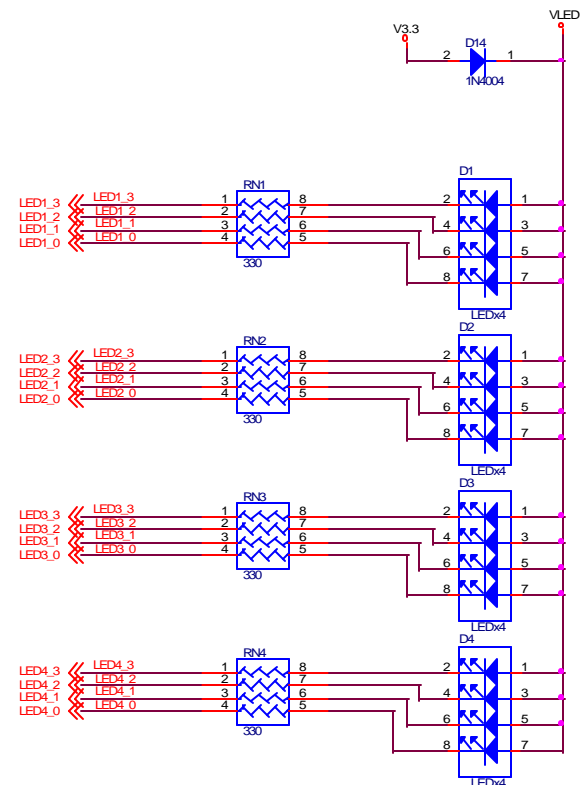 VLED
V3.3
D14
2 1
1N4004
D1
RN1
LED1_3 LED1_3 1 8 2 1
LED1_2 LED1_2 2 7 4 3
LED1_1 LED1_1 3 6 6 5
LED1_0 LED1_0 4 5 8 7
330
LEDx4
D2
RN2
LED2_3 LED2_3 1 8 2 1
LED2_2 LED2_2 2 7 4 3
LED2_1 LED2_1 3 6 6 5
LED2_0 LED2_0 4 5 8 7
330
LEDx4
D3
RN3
LED3_3 LED3_3 1 8 2 1
LED3_2 LED3_2 2 7 4 3
LED3_1 LED3_1 3 6 6 5
LED3_0 LED3_0 4 5 8 7
330
LEDx4
D4
RN4
LED4_3 LED4_3 1 8 2 1
LED4_2 LED4_2 2 7 4 3
LED4_1 LED4_1 3 6 6 5
LED4_0 LED4_0 4 5 8 7
330
LEDx4